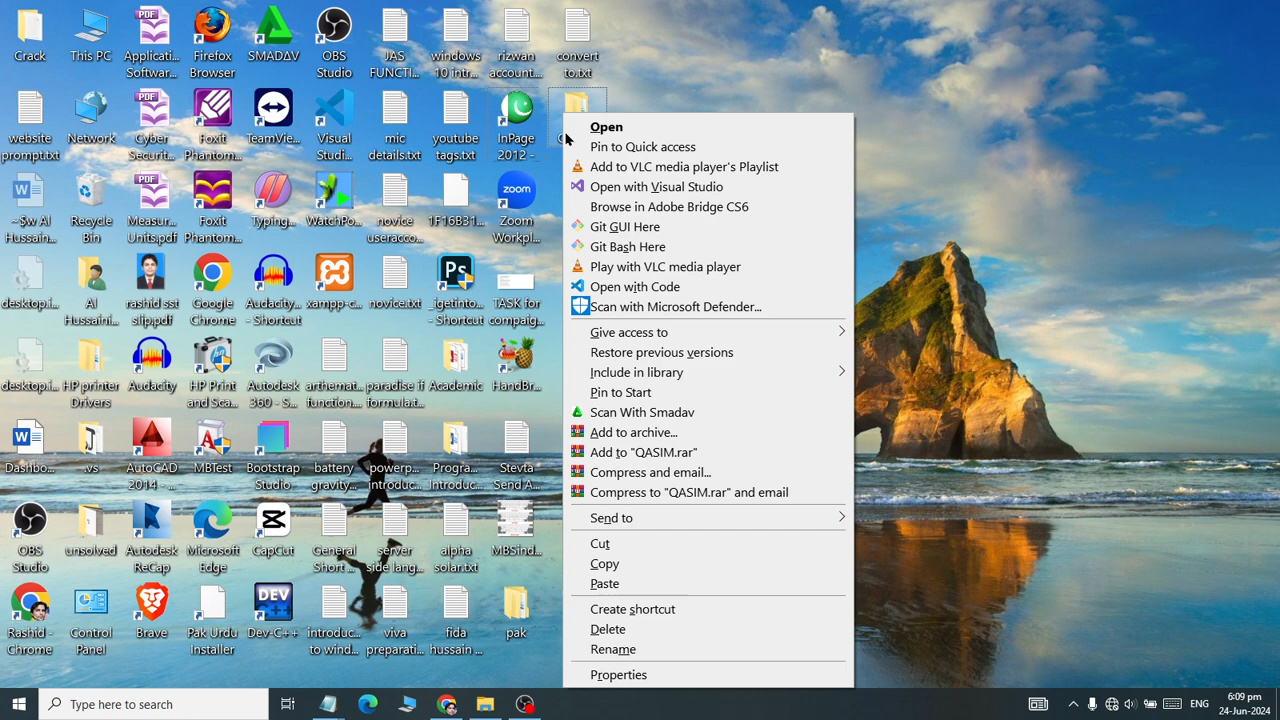 Crack
This PC
Applicati...
Softwar...
Firefox
Browser
SMADΔV
OBS
Studio
JAS
FUNCTI...
windows
10 intr...
rizwan
account....
convert
to.txt
website
prompt.txt
Network
Cyber
Securit...
Foxit
Phantom...
TeamVie...
Visual
Studi...
mic
details.txt
youtube
tags.txt
InPage
2012 -...
~$w Al
Hussain...
Recycle
Bin
Measur...
Units.pdf
Foxit
Phantom...
Typing...
WatchPo...
novice
useracco...
1F16B31...
Zoom
Workpl...
desktop.i...
Al
Hussaini...
rashid sst
slip.pdf
Google
Chrome
Audacity
- Shortcut
xampp-c...
novice.txt
_igetinto...
- Shortcut
TASK for
compaig...
desktop.i...
HP printer
Drivers
Audacity
HP Print
and Sca...
Autodesk
360 - S...
arthemat...
function....
paradise if
formula.t...
Academic
HandBr...
Dashbo...
.vs
AutoCAD
2014 - ...
MBTest
Bootstrap
Studio
battery
gravity...
powerp...
introduc...
Progra...
Introduc...
Stevta
Send A...
OBS
Studio
unsolved
Autodesk
ReCap
Microsoft
Edge
CapCut
General
Short ...
server
side lang...
alpha
solar.txt
MBSind...
Rashid -
Chrome
Control
Panel
Brave
Pak Urdu
Installer
Dev-C++
introduc...
to wind...
viva
preparati...
fida
hussain ...
pak
Open
Pin to Quick access
Add to VLC media player's Playlist
Open with Visual Studio
Browse in Adobe Bridge CS6
Git GUI Here
Git Bash Here
Play with VLC media player
Open with Code
Scan with Microsoft Defender...
Give access to
Restore previous versions
Include in library
Pin to Start
Scan With Smadav
Add to archive...
Add to "QASIM.rar"
Compress and email...
Compress to "QASIM.rar" and email
Send to
Cut
Copy
Paste
Create shortcut
Delete
Rename
Properties
Type here to search
ENG
6:09 pm
24-Jun-2024